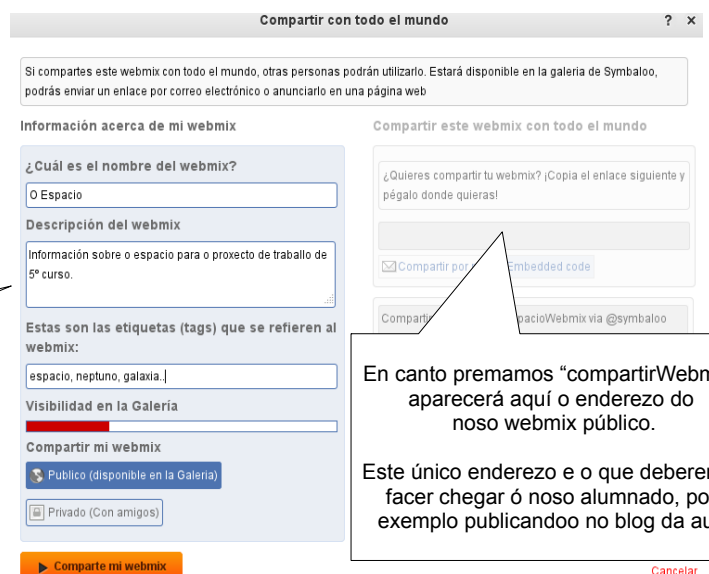 Compartir con todo el mundo ? ×
Si compartes este webmix con todo el mundo, otras personas podrán utilizarlo. Estará disponible en la galeria de Symbaloo,
podrás enviar un enlace por correo electrónico o anunciarlo en una página web
Información acerca de mi webmix
¿Cuál es el nombre del webmix?
O Espacio
Descripción del webmix
Información sobre o espacio para o proxecto de traballo de
5º curso.
Estas son las etiquetas (tags) que se refieren al
webmix:
espacio, neptuno, galaxia..
Visibilidad en la Galería
Compartir mi webmix
Publico (disponible en la Galeria)
Privado (Con amigos)
Comparte mi webmix
Compartir este webmix con todo el mundo
¿Quieres compartir tu webmix? ¡Copia el enlace siguiente y
pégalo donde quieras!
Compartir por Embedded code
pacioWebmix via @symbaloo
En canto premamos “compartirWebm
aparecerá aquí o enderezo do
noso webmix público.
Este único enderezo e o que debere
facer chegar ó noso alumnado, po
exemplo publicandoo no blog da au
Cancelar